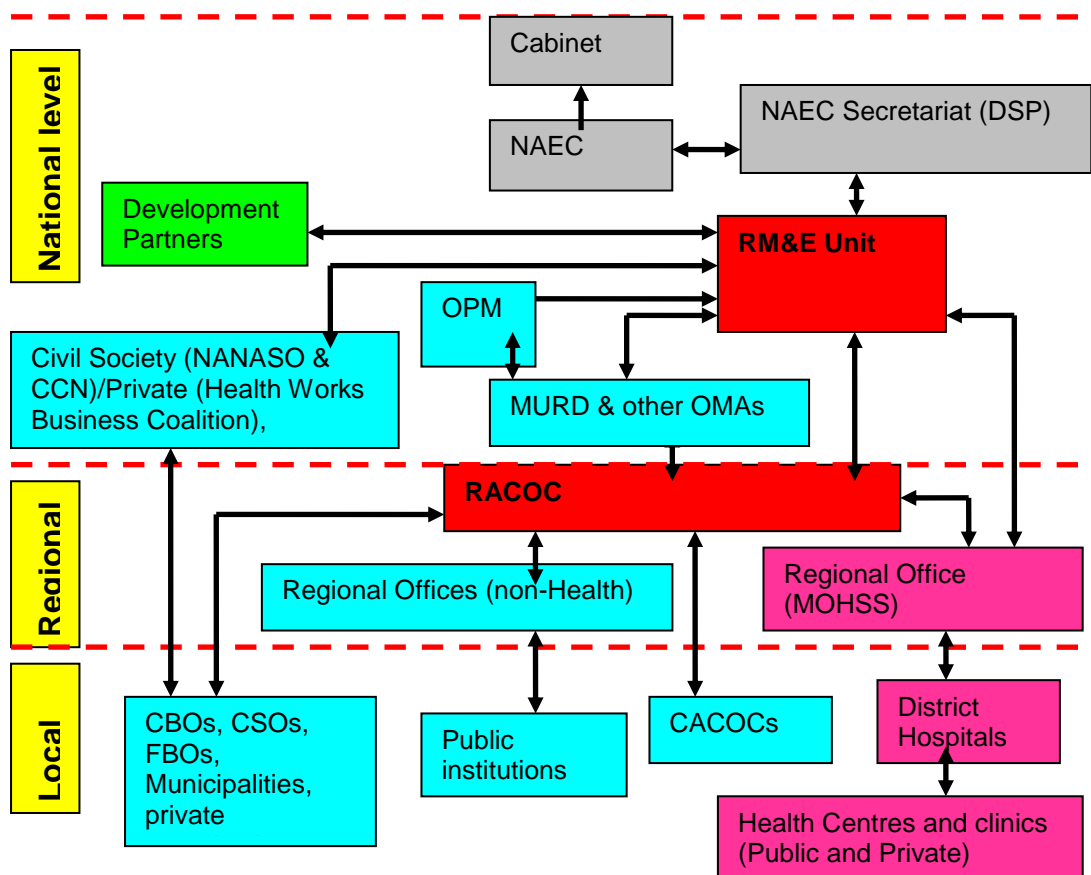 National level
Cabinet
NAEC
NAEC Secretariat (DSP)
Development
Partners
RM&E Unit
OPM
Civil Society (NANASO &
CCN)/Private (Health Works
Business Coalition),
MURD & other OMAs
Regional
RACOC
Regional Offices (non-Health)
Regional Office
(MOHSS)
Local
CBOs, CSOs,
FBOs,
Municipalities,
private
Public
institutions
CACOCs
District
Hospitals
Health Centres and clinics
(Public and Private)